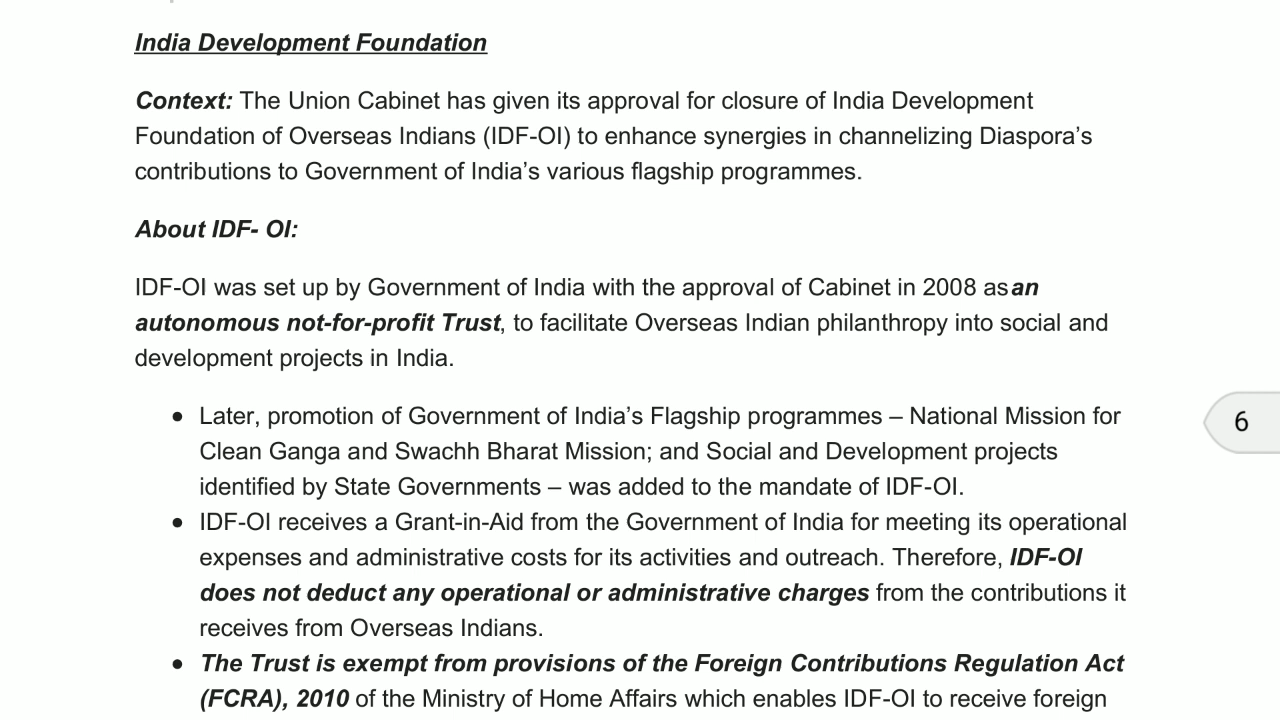 India Development Foundation
Context: The Union Cabinet has given its approval for closure of India Development
Foundation of Overseas Indians (IDF-OI) to enhance synergies in channelizing Diaspora’s
contributions to Government of India’s various flagship programmes.
About IDF- OI:
IDF-OI was set up by Government of India with the approval of Cabinet in 2008 as an
autonomous not-for-profit Trust, to facilitate Overseas Indian philanthropy into social and
development projects in India.
● Later, promotion of Government of India’s Flagship programmes – National Mission for
Clean Ganga and Swachh Bharat Mission; and Social and Development projects
identified by State Governments – was added to the mandate of IDF-OI.
● IDF-OI receives a Grant-in-Aid from the Government of India for meeting its operational
expenses and administrative costs for its activities and outreach. Therefore, IDF-OI
does not deduct any operational or administrative charges from the contributions it
receives from Overseas Indians.
● The Trust is exempt from provisions of the Foreign Contributions Regulation Act
(FCRA), 2010 of the Ministry of Home Affairs which enables IDF-OI to receive foreign
6